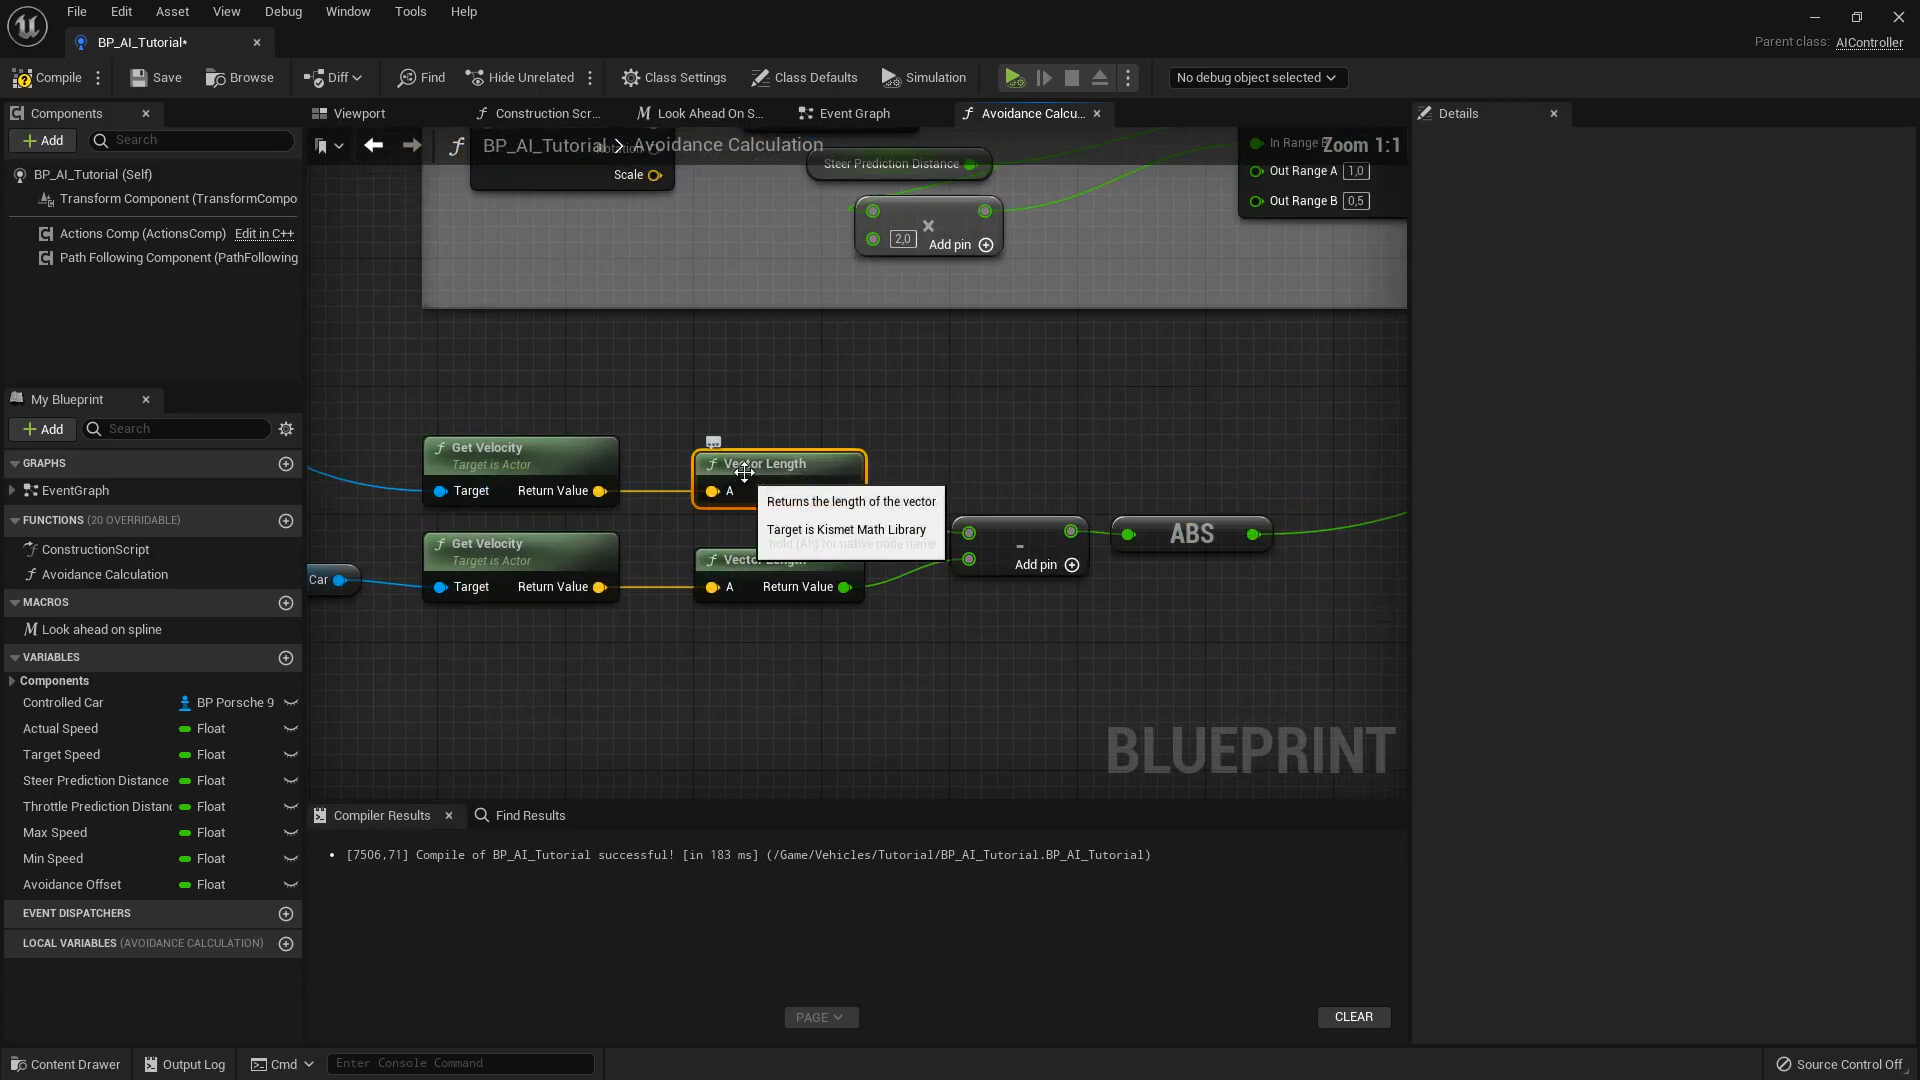 File Edit Asset View Debug Window Tools Help
BP_AI_Tutorial*
Parent class: AIController
Compile Save Browse Diff Find Hide Unrelated Class Settings Class Defaults Simulation No debug object selected
Components
Add Search
BP_AI_Tutorial (Self)
Transform Component (TransformCompo
Actions Comp (ActionsComp) Edit in C++
Path Following Component (PathFollowing
My Blueprint
Add Search
GRAPHS
EventGraph
FUNCTIONS (20 OVERRIDABLE)
ConstructionScript
Avoidance Calculation
MACROS
Look ahead on spline
VARIABLES
Components
Controlled Car BP Porsche 9
Actual Speed Float
Target Speed Float
Steer Prediction Distance Float
Throttle Prediction Distanc Float
Max Speed Float
Min Speed Float
Avoidance Offset Float
EVENT DISPATCHERS
LOCAL VARIABLES (AVOIDANCE CALCULATION)
Viewport Construction Scr... Look Ahead On S... Event Graph Avoidance Calcu...
BP_AI_Tutorial > Avoidance Calculation
Zoom 1:1
Rotation
Scale
Steer Prediction Distance
2,0
Add pin
In Range B
Out Range A 1,0
Out Range B 0,5
Get Velocity
Target is Actor
Target Return Value
Vector Length
A
Returns the length of the vector
Target is Kismet Math Library
hold (Alt) for native node name
Car
Get Velocity
Target is Actor
Target Return Value
Vector Length
A Return Value
-
Add pin
ABS
BLUEPRINT
Compiler Results Find Results
[7506,71] Compile of BP_AI_Tutorial successful! [in 183 ms] (/Game/Vehicles/Tutorial/BP_AI_Tutorial.BP_AI_Tutorial)
PAGE CLEAR
Details
Content Drawer Output Log Cmd Enter Console Command Source Control Off